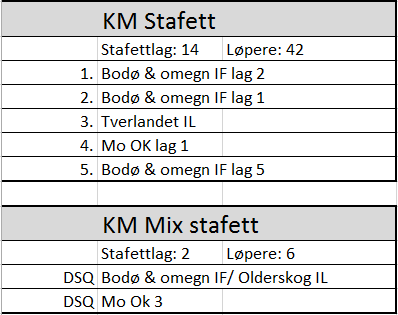 KM Stafett
Stafettlag: 14 Løpere: 42
1. Bodø & omegn IF lag 2
2. Bodø & omegn IF lag 1
3. Tverlandet IL
4. Mo OK lag 1
5. Bodø & omegn IF lag 5
KM Mix stafett
Stafettlag: 2 Løpere: 6
DSQ Bodø & omegn IF/ Olderskog IL
DSQ Mo Ok 3